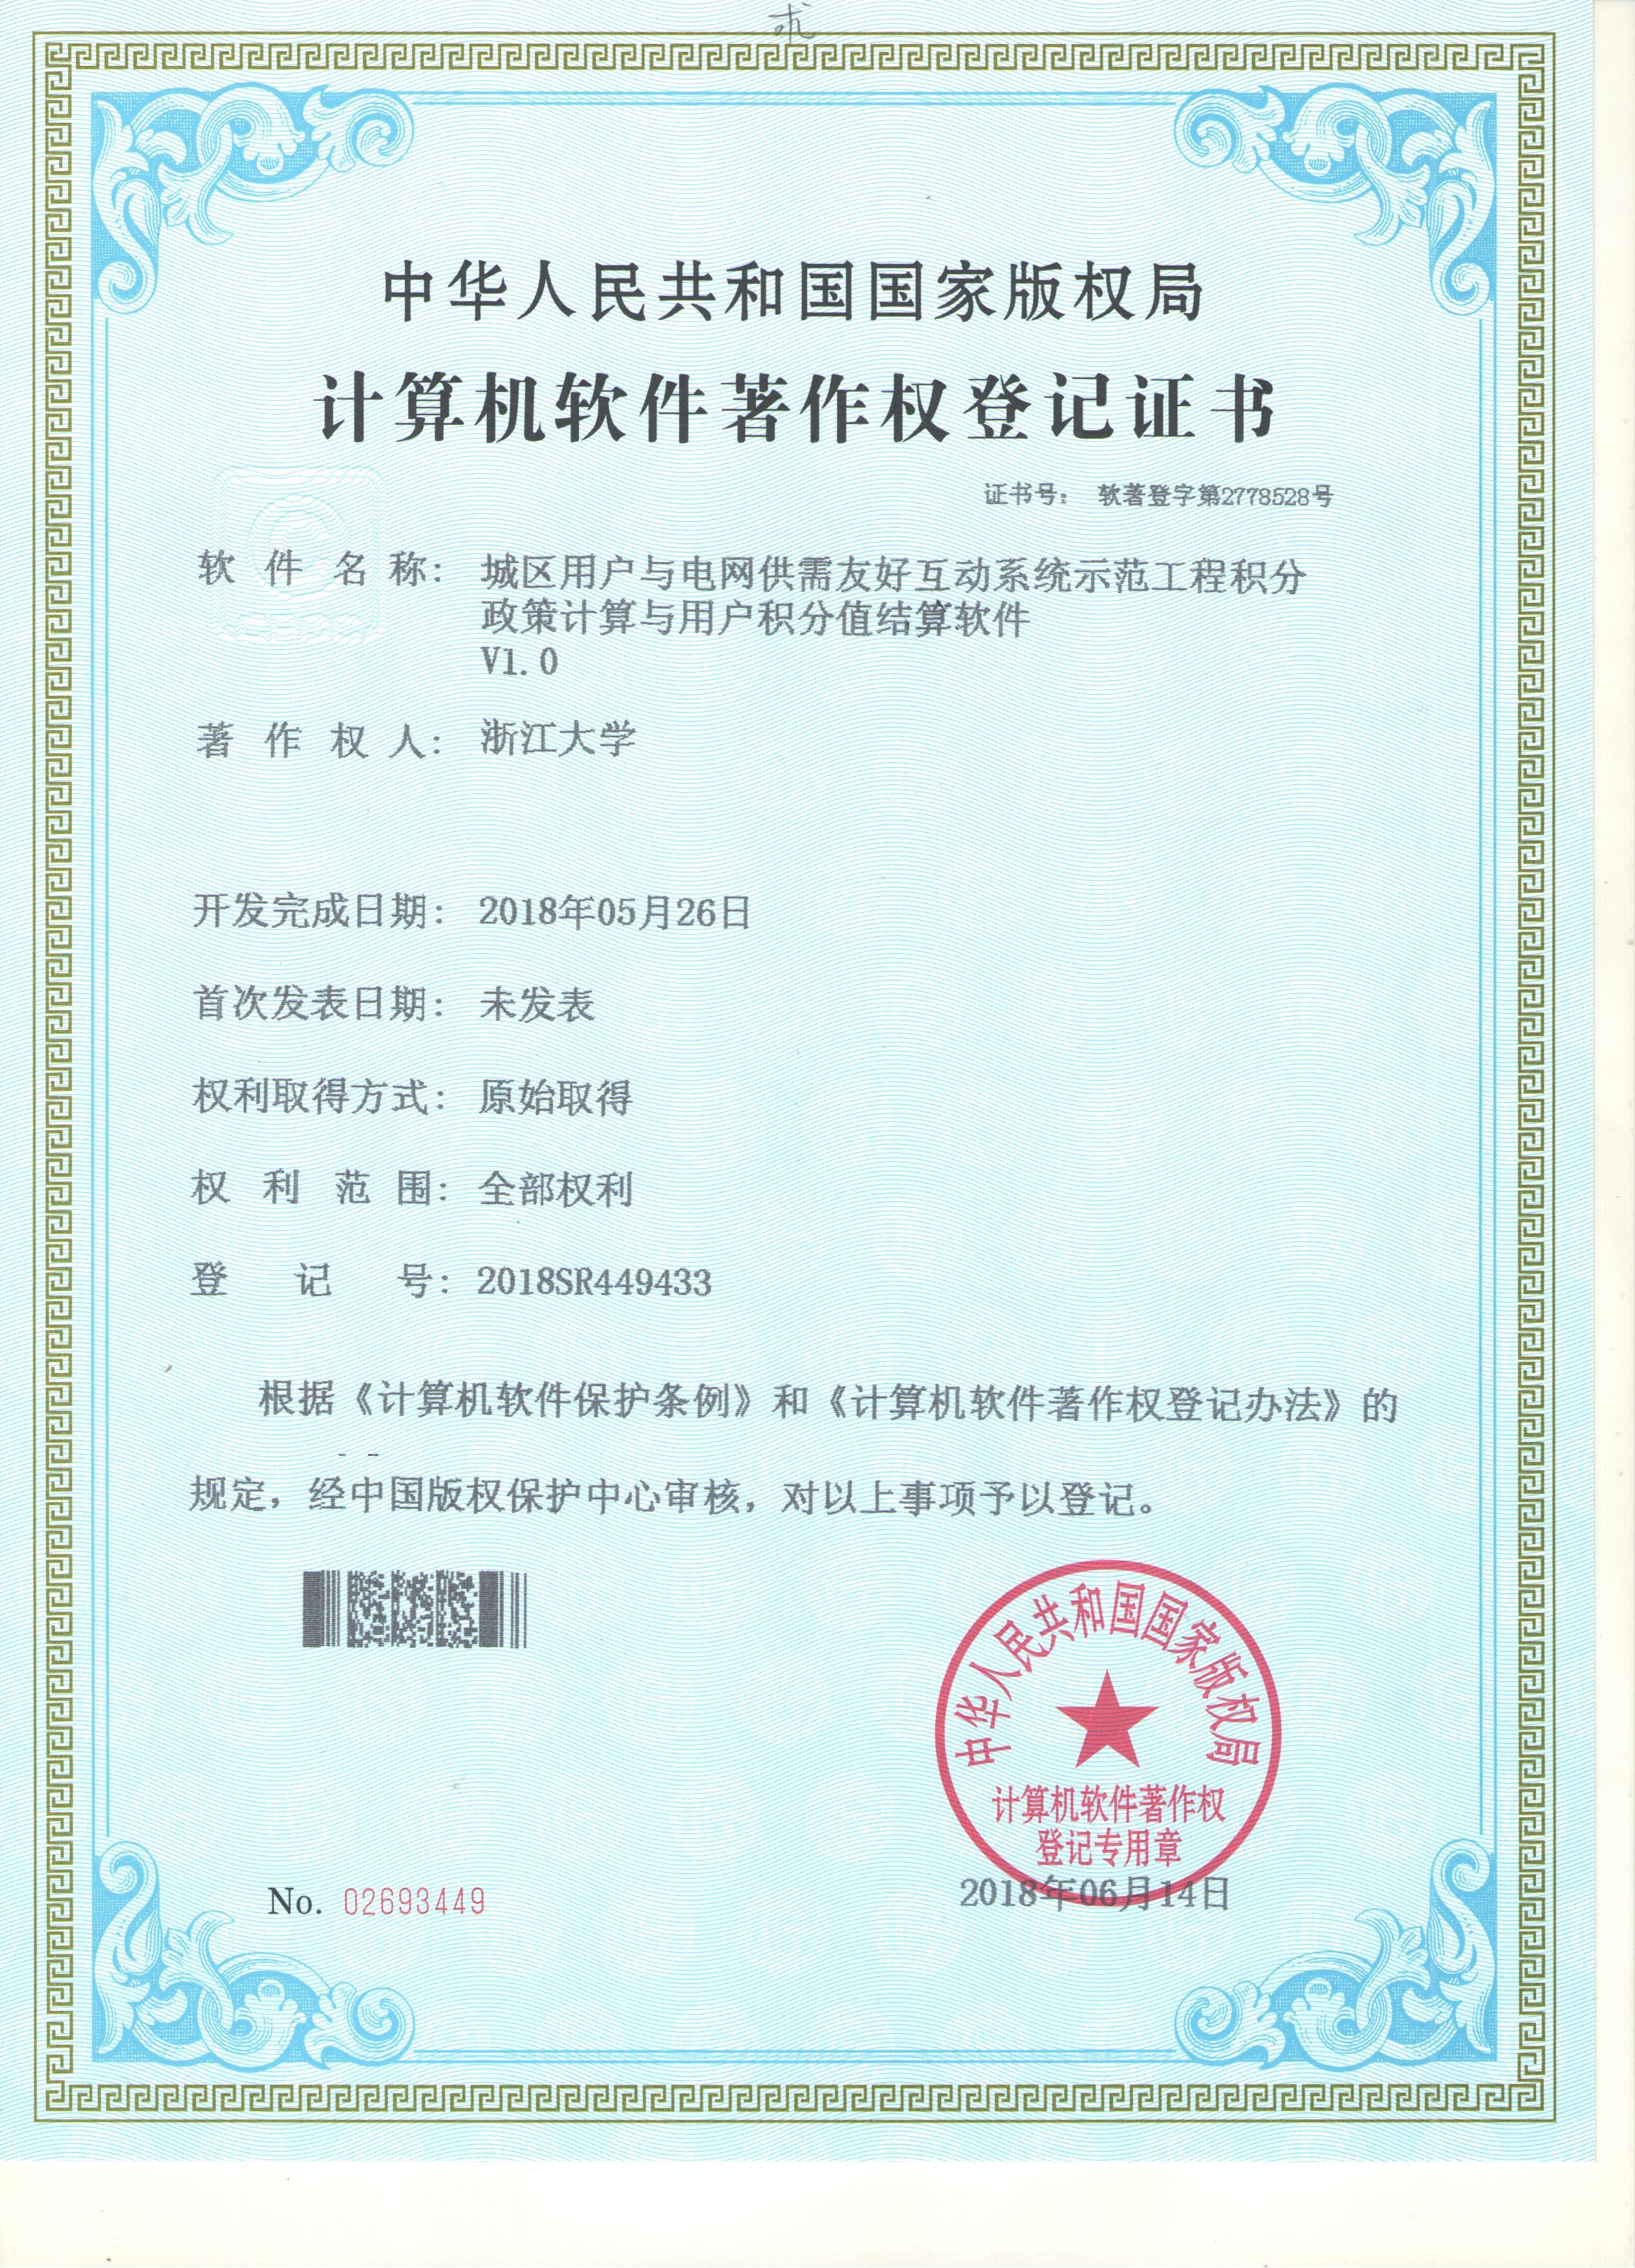 中华人民共和国国家版权局
计算机软件著作权登记证书
证书号： 软著登字第2778528号
软件名称： 城区用户与电网供需友好互动系统示范工程积分
政策计算与用户积分值结算软件
V1.0
著作权人： 浙江大学
开发完成日期： 2018年05月26日
首次发表日期： 未发表
权利取得方式： 原始取得
权利范围： 全部权利
登记号： 2018SR449433
根据《计算机软件保护条例》和《计算机软件著作权登记办法》的
规定，经中国版权保护中心审核，对以上事项予以登记。
中华人民共和国国家版权局
计算机软件著作权
登记专用章
No. 02693449
2018年06月14日